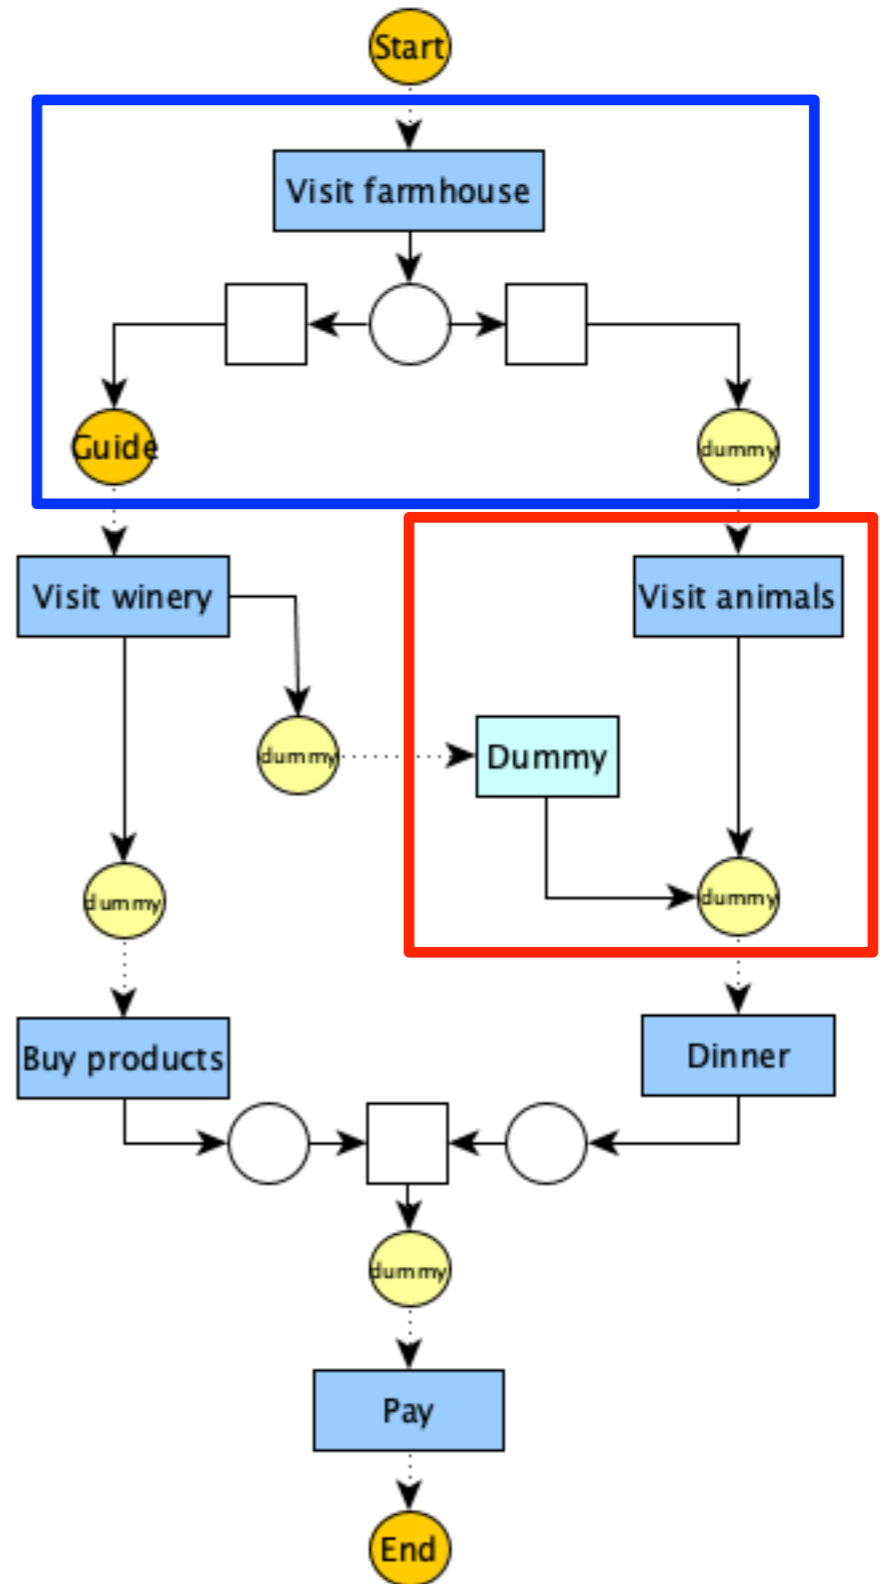 Start
Visit farmhouse
Guide
dummy
Visit winery
Visit animals
dummy
Dummy
dummy
dummy
Buy products
Dinner
dummy
Pay
End